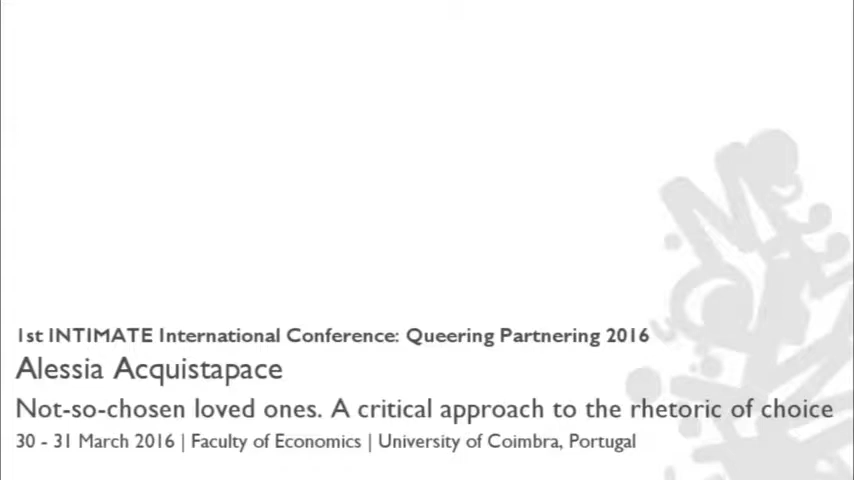 1st INTIMATE International Conference: Queering Partnering 2016
Alessia Acquistapace
Not-so-chosen loved ones. A critical approach to the rhetoric of choice
30 - 31 March 2016 | Faculty of Economics | University of Coimbra, Portugal